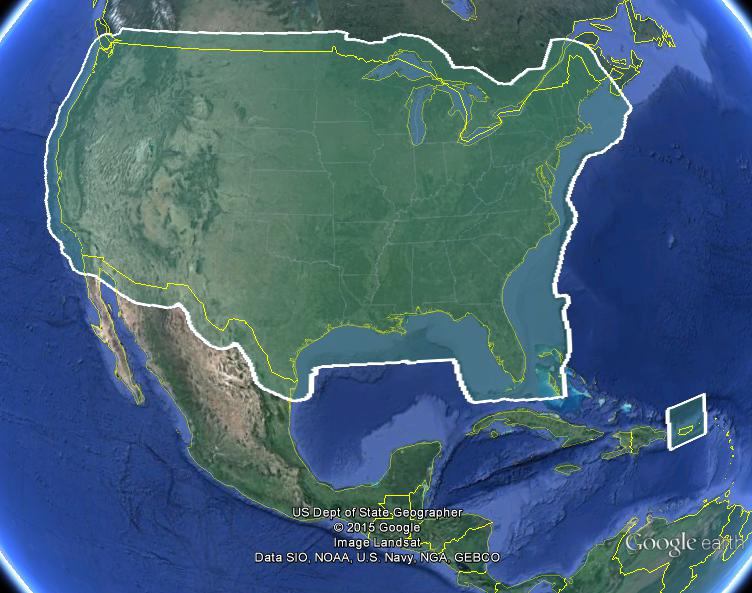 US Dept of State Geographer
© 2015 Google
Image Landsat
Data SIO, NOAA, U.S. Navy, NGA, GEBCO
Google earth